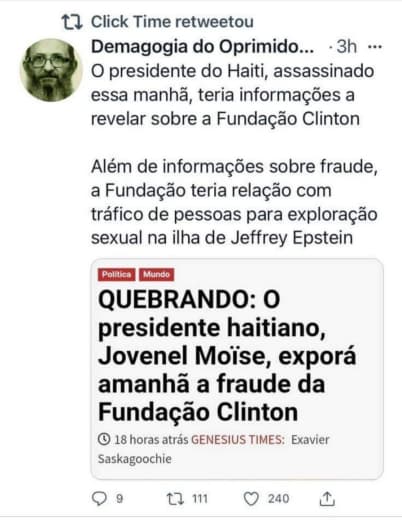 Click Time retweetou
Demagogia do Oprimido... · 3h ...
O presidente do Haiti, assassinado
essa manhã, teria informações a
revelar sobre a Fundação Clinton
Além de informações sobre fraude,
a Fundação teria relação com
tráfico de pessoas para exploração
sexual na ilha de Jeffrey Epstein
Política Mundo
QUEBRANDO: O
presidente haitiano,
Jovenel Moïse, exporá
amanhã a fraude da
Fundação Clinton
18 horas atrás GENESIUS TIMES: Exavier
Saskagoochie
9 111 240